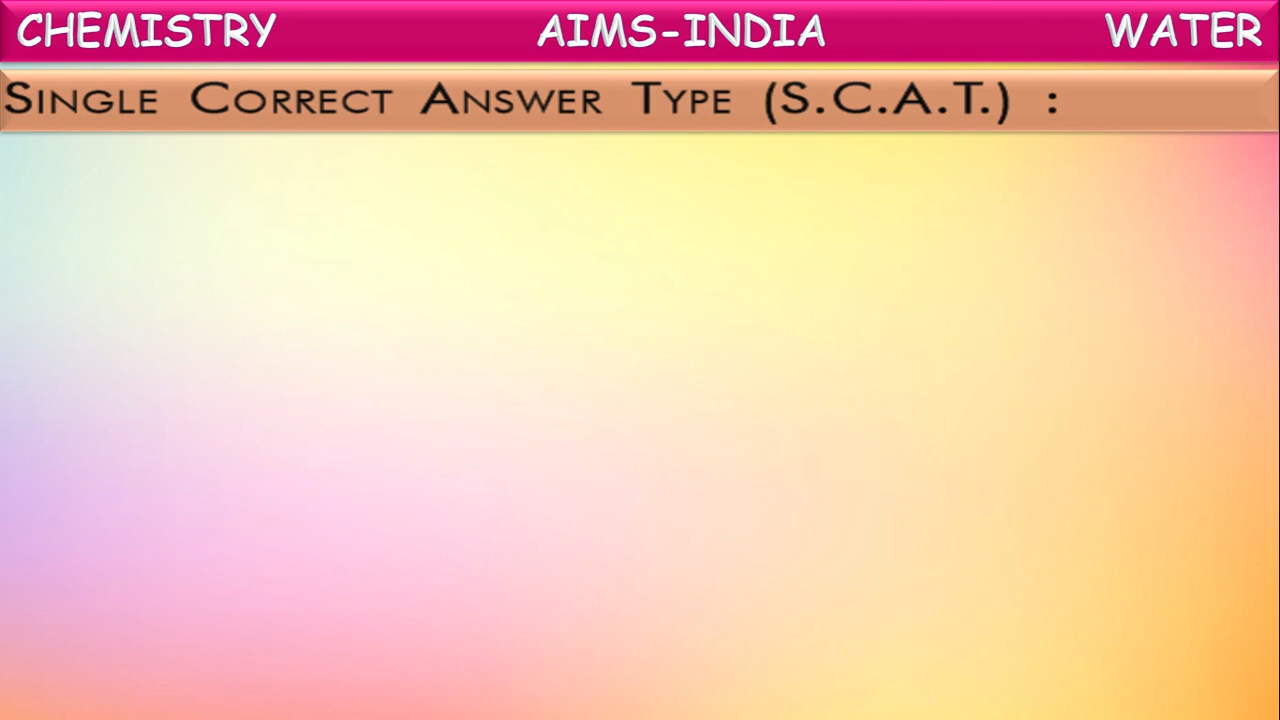 CHEMISTRY AIMS-INDIA WATER
SINGLE CORRECT ANSWER TYPE (S.C.A.T.) :